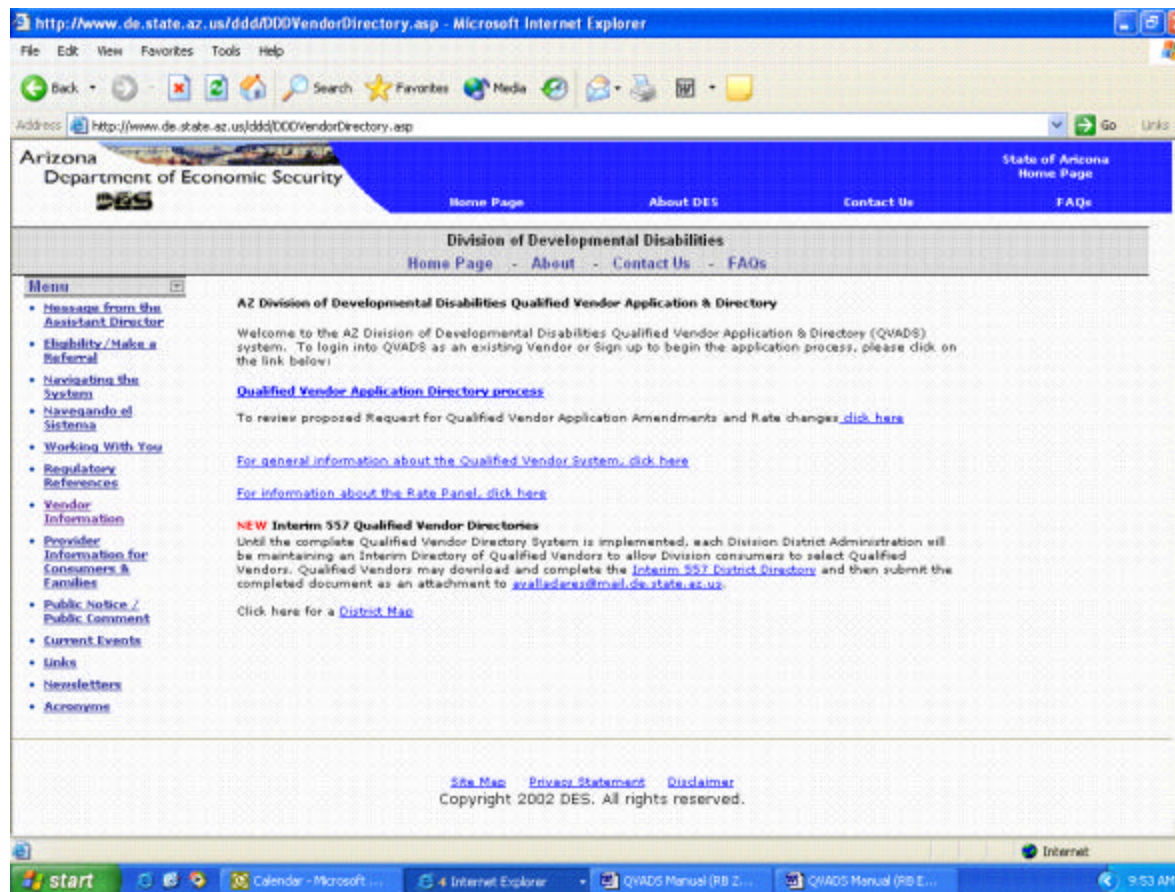 http://www.de.state.az.us/ddd/DDDVendorDirectory.asp - Microsoft Internet Explorer
File Edit View Favorites Tools Help
Back Search Favorites Media
Address http://www.de.state.az.us/ddd/DDDVendorDirectory.asp Go Links
Arizona
Department of Economic Security
DES
State of Arizona
Home Page
Home Page About DES Contact Us FAQs
Division of Developmental Disabilities
Home Page - About - Contact Us - FAQs
Menu
• Message from the
Assistant Director
• Eligibility/Make a
Referral
• Navigating the
System
• Navegando el
Sistema
• Working With You
• Regulatory
References
• Vendor
Information
• Provider
Information for
Consumers &
Families
• Public Notice /
Public Comment
• Current Events
• Links
• Newsletters
• Acronyms
AZ Division of Developmental Disabilities Qualified Vendor Application & Directory
Welcome to the AZ Division of Developmental Disabilities Qualified Vendor Application & Directory (QVADS)
system. To login into QVADS as an existing Vendor or Sign up to begin the application process, please click on
the link below:
Qualified Vendor Application Directory process
To review proposed Request for Qualified Vendor Application Amendments and Rate changes click here
For general information about the Qualified Vendor System, click here
For information about the Rate Panel, click here
NEW Interim 557 Qualified Vendor Directories
Until the complete Qualified Vendor Directory System is implemented, each Division District Administration will
be maintaining an Interim Directory of Qualified Vendors to allow Division consumers to select Qualified
Vendors. Qualified Vendors may download and complete the Interim 557 District Directory and then submit the
completed document as an attachment to avalladares@mail.de.state.az.us.
Click here for a District Map
Site Map Privacy Statement Disclaimer
Copyright 2002 DES. All rights reserved.
Internet
start Calendar - Microsoft ... 4 Internet Explorer QVADS Manual (RB 2... QVADS Manual (RB E... 9:53 AM